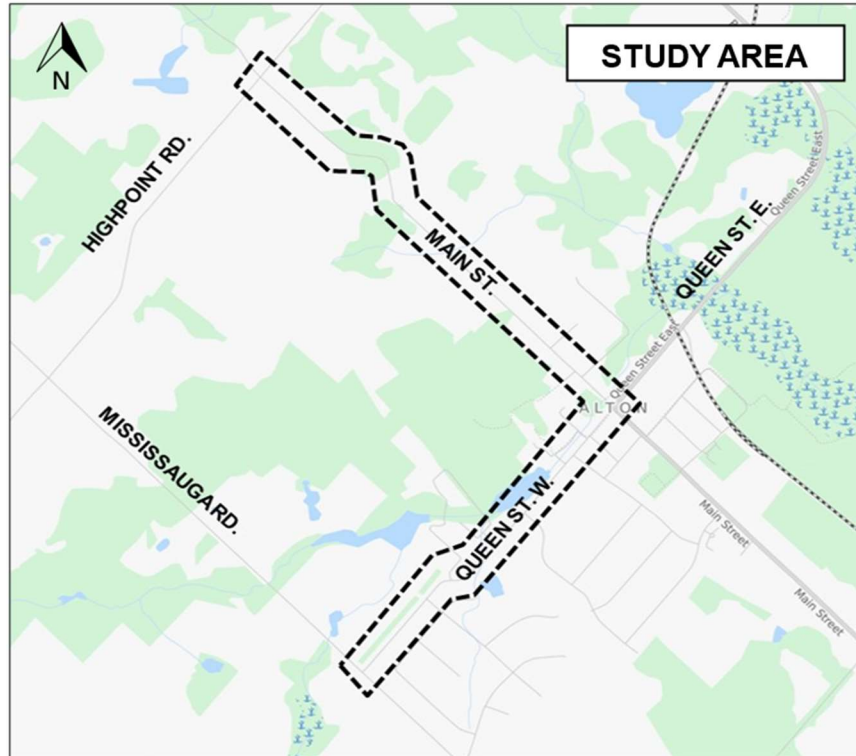 STUDY AREA
N
HIGHPOINT RD.
Queen Street East
QUEEN ST. E.
MAIN ST.
Queen Street East
ALTON
MISSISSAUGA RD.
QUEEN ST. W.
Main Street
Main Street